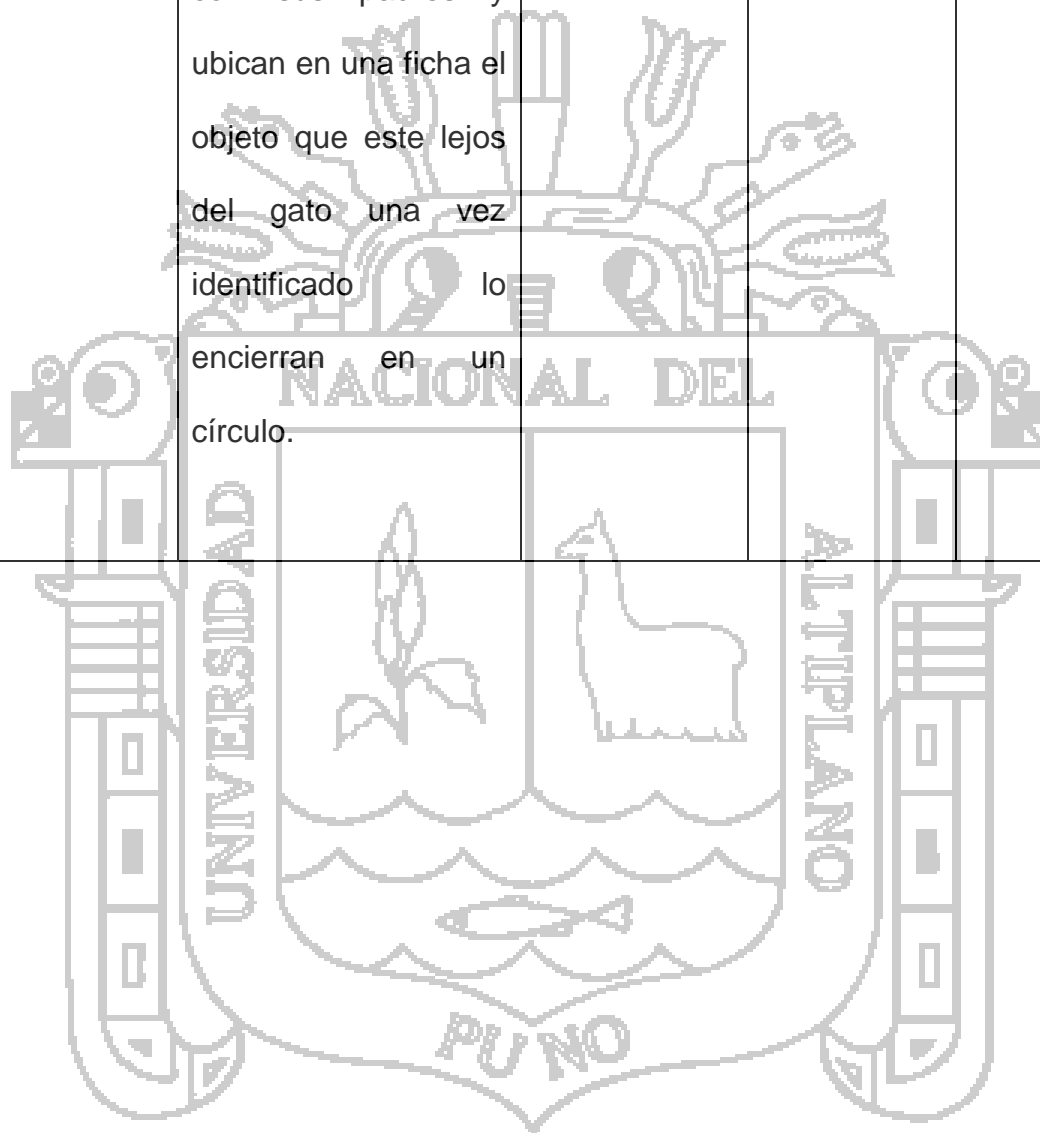 ubican en una ficha el
objeto que este lejos
del gato una vez
identificado lo
encierran en un
círculo.
NACIONAL DEL
UNIVERSIDAD
ALTIPLANO
PUNO